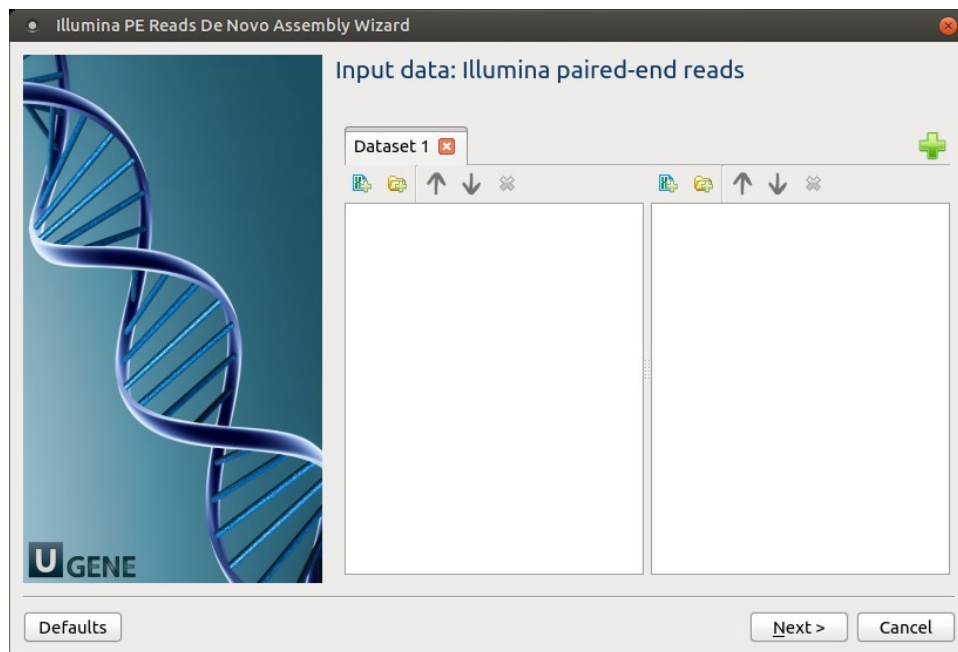 Illumina PE Reads De Novo Assembly Wizard
Input data: Illumina paired-end reads
Dataset 1
U GENE
Defaults
Next >
Cancel